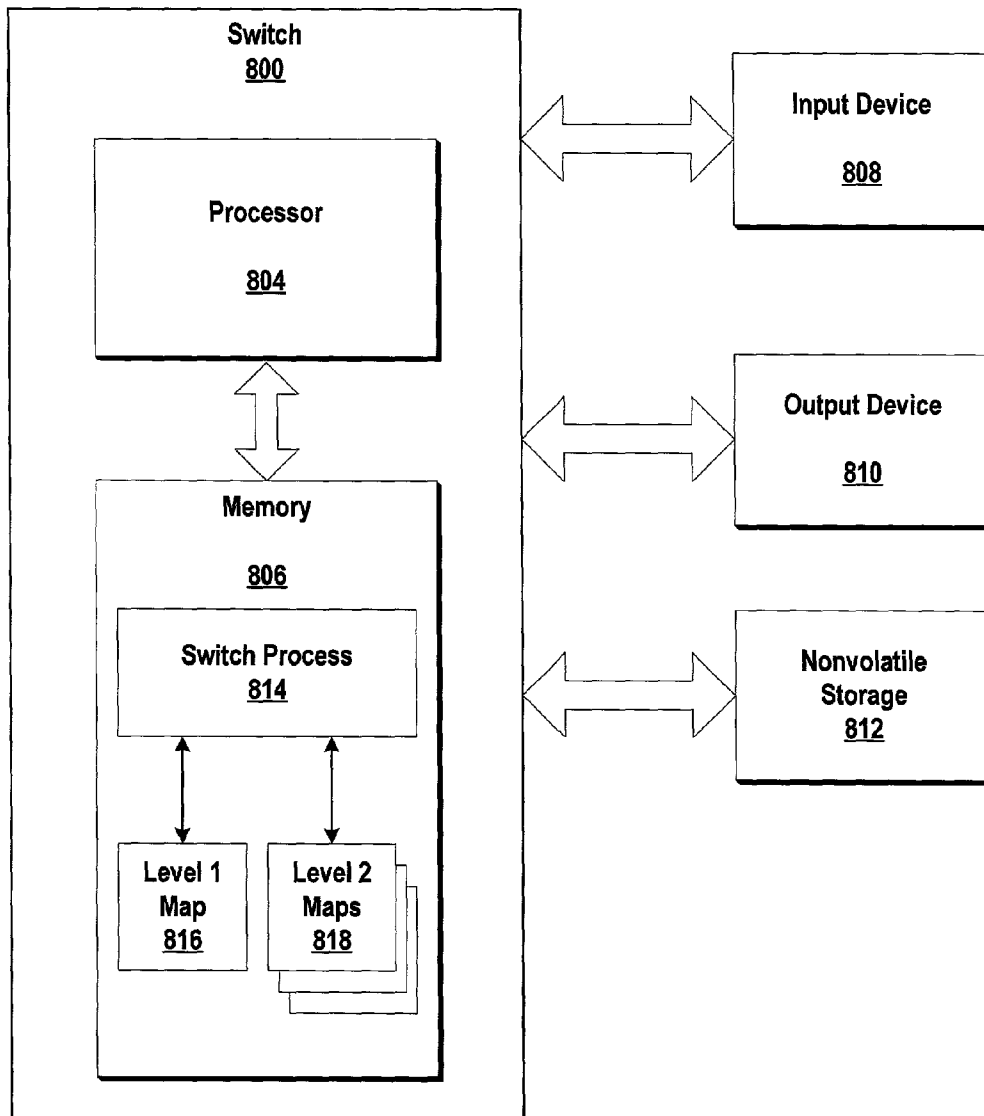 Switch
800
Processor
804
Memory
806
Switch Process
814
Level 1
Map
816
Level 2
Maps
818
Input Device
808
Output Device
810
Nonvolatile
Storage
812